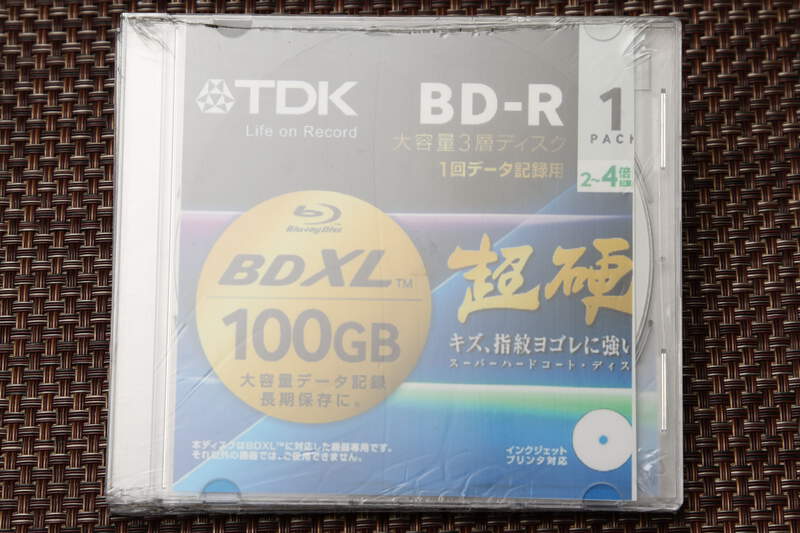 TDK
Life on Record
BD-R
大容量3層ディスク
1回データ記録用
1
PACK
2~4倍
Blu-ray Disc
BDXL™
100GB
大容量データ記録
長期保存に。
超硬
キズ、指紋ヨゴレに強い
スーパーハードコート・ディス
本ディスクはBDXL™に対応した機器専用です。
それ以外の機器では、ご使用できません。
インクジェット
プリンタ対応